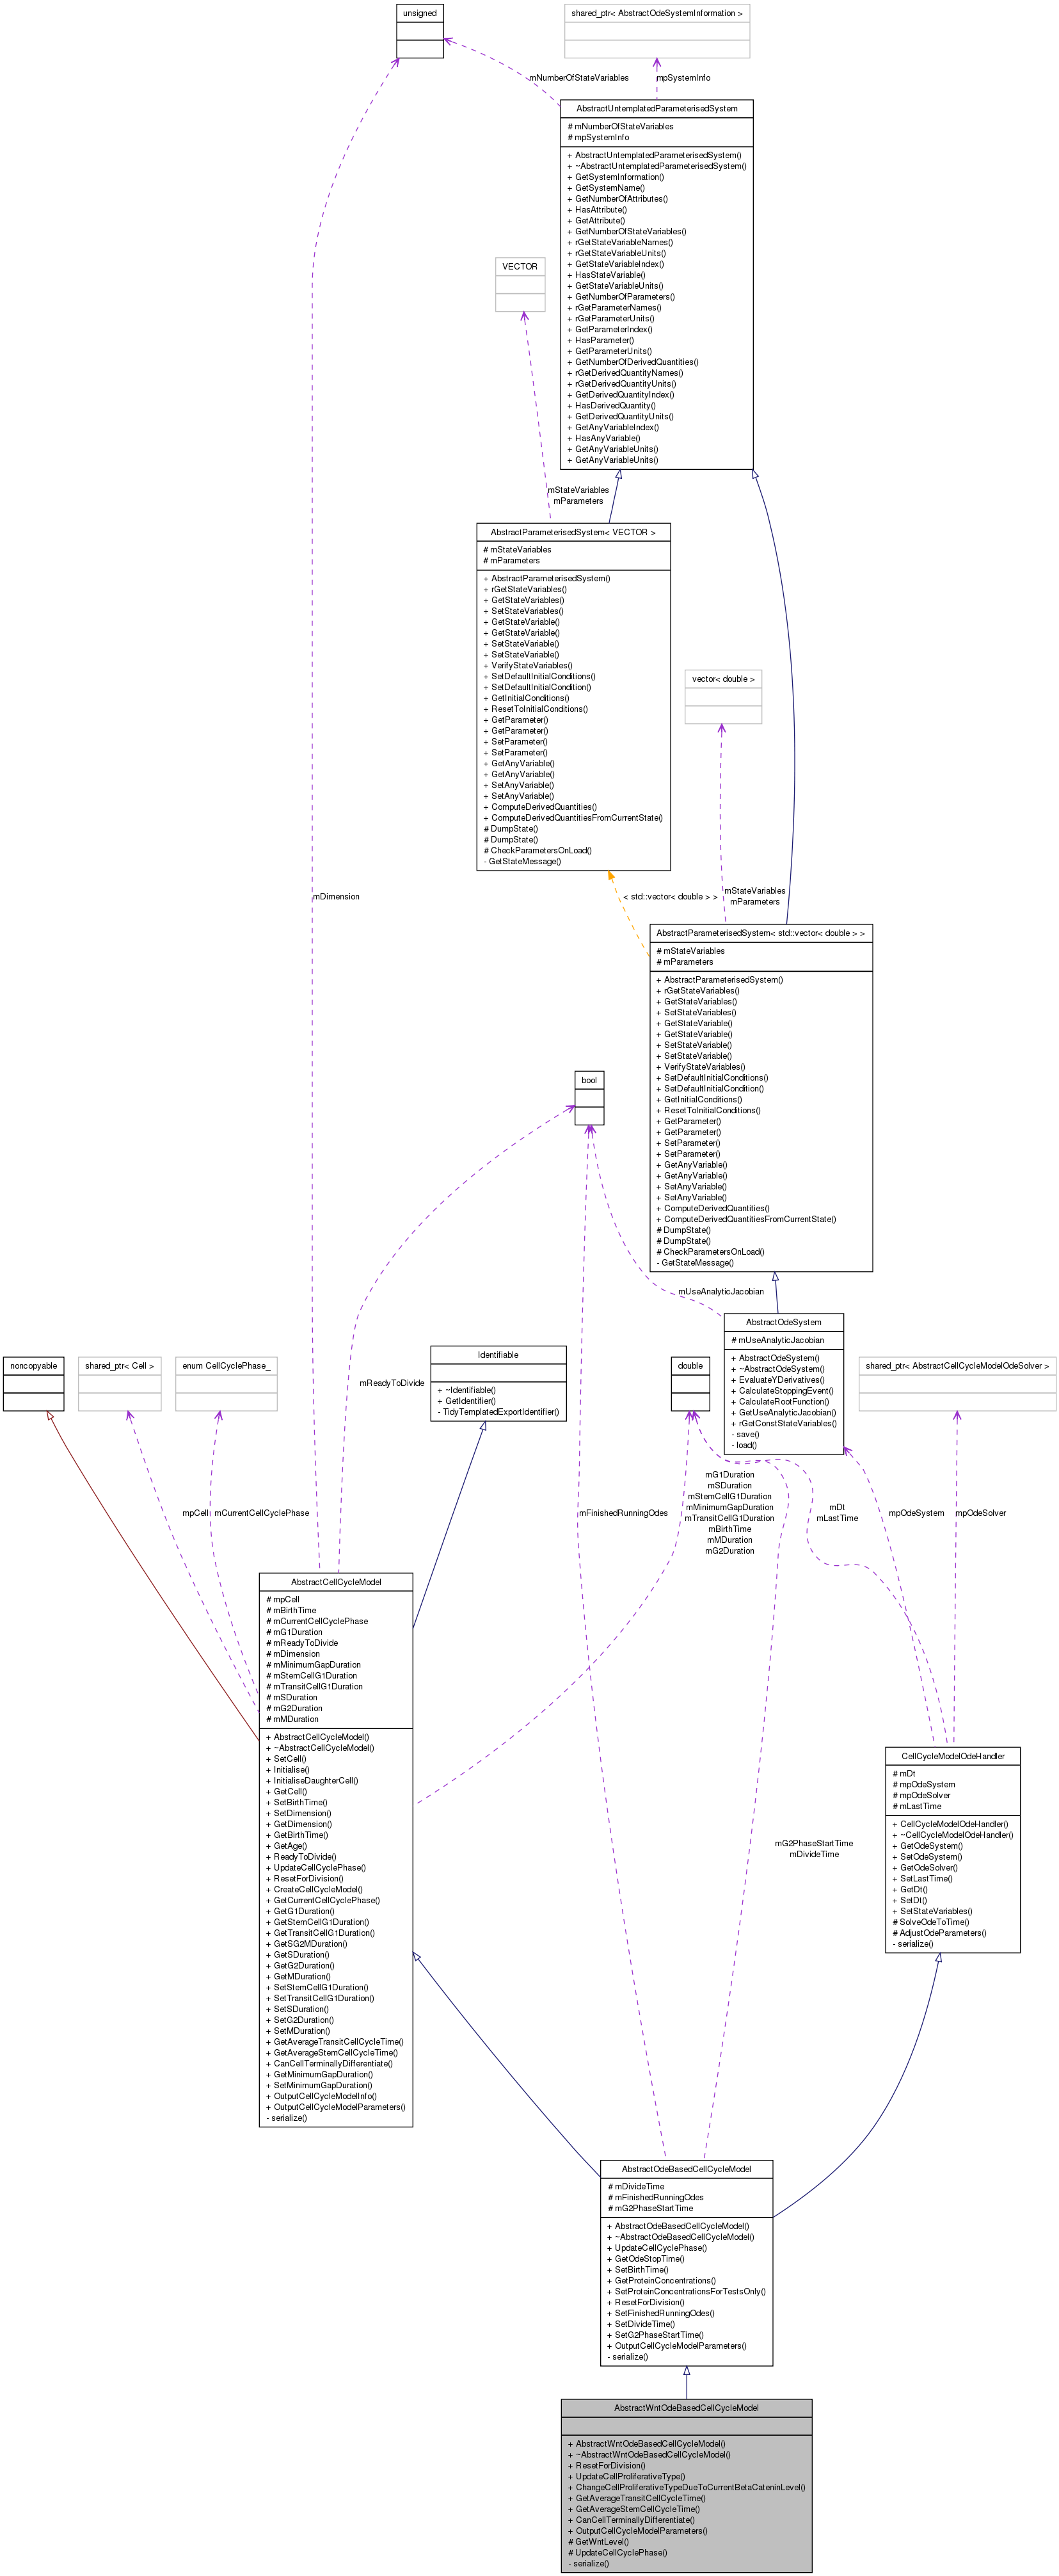 unsigned
shared_ptr< AbstractOdeSystemInformation >
mNumberOfStateVariables
mpSystemInfo
AbstractUntemplatedParameterisedSystem
# mNumberOfStateVariables
# mpSystemInfo
+ AbstractUntemplatedParameterisedSystem()
+ ~AbstractUntemplatedParameterisedSystem()
+ GetSystemInformation()
+ GetSystemName()
+ GetNumberOfAttributes()
+ HasAttribute()
+ GetAttribute()
+ GetNumberOfStateVariables()
+ rGetStateVariableNames()
+ rGetStateVariableUnits()
+ GetStateVariableIndex()
+ HasStateVariable()
+ GetStateVariableUnits()
+ GetNumberOfParameters()
+ rGetParameterNames()
+ rGetParameterUnits()
+ GetParameterIndex()
+ HasParameter()
+ GetParameterUnits()
+ GetNumberOfDerivedQuantities()
+ rGetDerivedQuantityNames()
+ rGetDerivedQuantityUnits()
+ GetDerivedQuantityIndex()
+ HasDerivedQuantity()
+ GetDerivedQuantityUnits()
+ GetAnyVariableIndex()
+ HasAnyVariable()
+ GetAnyVariableUnits()
+ GetAnyVariableUnits()
VECTOR
mStateVariables
mParameters
AbstractParameterisedSystem< VECTOR >
# mStateVariables
# mParameters
+ AbstractParameterisedSystem()
+ rGetStateVariables()
+ GetStateVariables()
+ SetStateVariables()
+ GetStateVariable()
+ GetStateVariable()
+ SetStateVariable()
+ SetStateVariable()
+ VerifyStateVariables()
+ SetDefaultInitialConditions()
+ SetDefaultInitialCondition()
+ GetInitialConditions()
+ ResetToInitialConditions()
+ GetParameter()
+ GetParameter()
+ SetParameter()
+ SetParameter()
+ GetAnyVariable()
+ GetAnyVariable()
+ SetAnyVariable()
+ SetAnyVariable()
+ ComputeDerivedQuantities()
+ ComputeDerivedQuantitiesFromCurrentState()
# DumpState()
# DumpState()
# CheckParametersOnLoad()
- GetStateMessage()
vector< double >
mDimension
< std::vector< double > >
mStateVariables
mParameters
AbstractParameterisedSystem< std::vector< double > >
# mStateVariables
# mParameters
+ AbstractParameterisedSystem()
+ rGetStateVariables()
+ GetStateVariables()
+ SetStateVariables()
+ GetStateVariable()
+ GetStateVariable()
+ SetStateVariable()
+ SetStateVariable()
+ VerifyStateVariables()
+ SetDefaultInitialConditions()
+ SetDefaultInitialCondition()
+ GetInitialConditions()
+ ResetToInitialConditions()
+ GetParameter()
+ GetParameter()
+ SetParameter()
+ SetParameter()
+ GetAnyVariable()
+ GetAnyVariable()
+ SetAnyVariable()
+ SetAnyVariable()
+ ComputeDerivedQuantities()
+ ComputeDerivedQuantitiesFromCurrentState()
# DumpState()
# DumpState()
# CheckParametersOnLoad()
- GetStateMessage()
bool
mUseAnalyticJacobian
AbstractOdeSystem
# mUseAnalyticJacobian
+ AbstractOdeSystem()
+ ~AbstractOdeSystem()
+ EvaluateYDerivatives()
+ CalculateStoppingEvent()
+ CalculateRootFunction()
+ GetUseAnalyticJacobian()
+ rGetConstStateVariables()
- save()
- load()
noncopyable
shared_ptr< Cell >
enum CellCyclePhase_
mReadyToDivide
Identifiable
+ ~Identifiable()
+ GetIdentifier()
- TidyTemplatedExportIdentifier()
double
shared_ptr< AbstractCellCycleModelOdeSolver >
mpCell
mCurrentCellCyclePhase
mFinishedRunningOdes
mG1Duration
mSDuration
mStemCellG1Duration
mMinimumGapDuration
mTransitCellG1Duration
mBirthTime
mMDuration
mG2Duration
mDt
mLastTime
mpOdeSystem
mpOdeSolver
AbstractCellCycleModel
# mpCell
# mBirthTime
# mCurrentCellCyclePhase
# mG1Duration
# mReadyToDivide
# mDimension
# mMinimumGapDuration
# mStemCellG1Duration
# mTransitCellG1Duration
# mSDuration
# mG2Duration
# mMDuration
+ AbstractCellCycleModel()
+ ~AbstractCellCycleModel()
+ SetCell()
+ Initialise()
+ InitialiseDaughterCell()
+ GetCell()
+ SetBirthTime()
+ SetDimension()
+ GetDimension()
+ GetBirthTime()
+ GetAge()
+ ReadyToDivide()
+ UpdateCellCyclePhase()
+ ResetForDivision()
+ CreateCellCycleModel()
+ GetCurrentCellCyclePhase()
+ GetG1Duration()
+ GetStemCellG1Duration()
+ GetTransitCellG1Duration()
+ GetSG2MDuration()
+ GetSDuration()
+ GetG2Duration()
+ GetMDuration()
+ SetStemCellG1Duration()
+ SetTransitCellG1Duration()
+ SetSDuration()
+ SetG2Duration()
+ SetMDuration()
+ GetAverageTransitCellCycleTime()
+ GetAverageStemCellCycleTime()
+ CanCellTerminallyDifferentiate()
+ GetMinimumGapDuration()
+ SetMinimumGapDuration()
+ OutputCellCycleModelInfo()
+ OutputCellCycleModelParameters()
- serialize()
CellCycleModelOdeHandler
# mDt
# mpOdeSystem
# mpOdeSolver
# mLastTime
+ CellCycleModelOdeHandler()
+ ~CellCycleModelOdeHandler()
+ GetOdeSystem()
+ SetOdeSystem()
+ GetOdeSolver()
+ SetLastTime()
+ GetDt()
+ SetDt()
+ SetStateVariables()
# SolveOdeToTime()
# AdjustOdeParameters()
- serialize()
mG2PhaseStartTime
mDivideTime
AbstractOdeBasedCellCycleModel
# mDivideTime
# mFinishedRunningOdes
# mG2PhaseStartTime
+ AbstractOdeBasedCellCycleModel()
+ ~AbstractOdeBasedCellCycleModel()
+ UpdateCellCyclePhase()
+ GetOdeStopTime()
+ SetBirthTime()
+ GetProteinConcentrations()
+ SetProteinConcentrationsForTestsOnly()
+ ResetForDivision()
+ SetFinishedRunningOdes()
+ SetDivideTime()
+ SetG2PhaseStartTime()
+ OutputCellCycleModelParameters()
- serialize()
AbstractWntOdeBasedCellCycleModel
+ AbstractWntOdeBasedCellCycleModel()
+ ~AbstractWntOdeBasedCellCycleModel()
+ ResetForDivision()
+ UpdateCellProliferativeType()
+ ChangeCellProliferativeTypeDueToCurrentBetaCateninLevel()
+ GetAverageTransitCellCycleTime()
+ GetAverageStemCellCycleTime()
+ CanCellTerminallyDifferentiate()
+ OutputCellCycleModelParameters()
# GetWntLevel()
# UpdateCellCyclePhase()
- serialize()